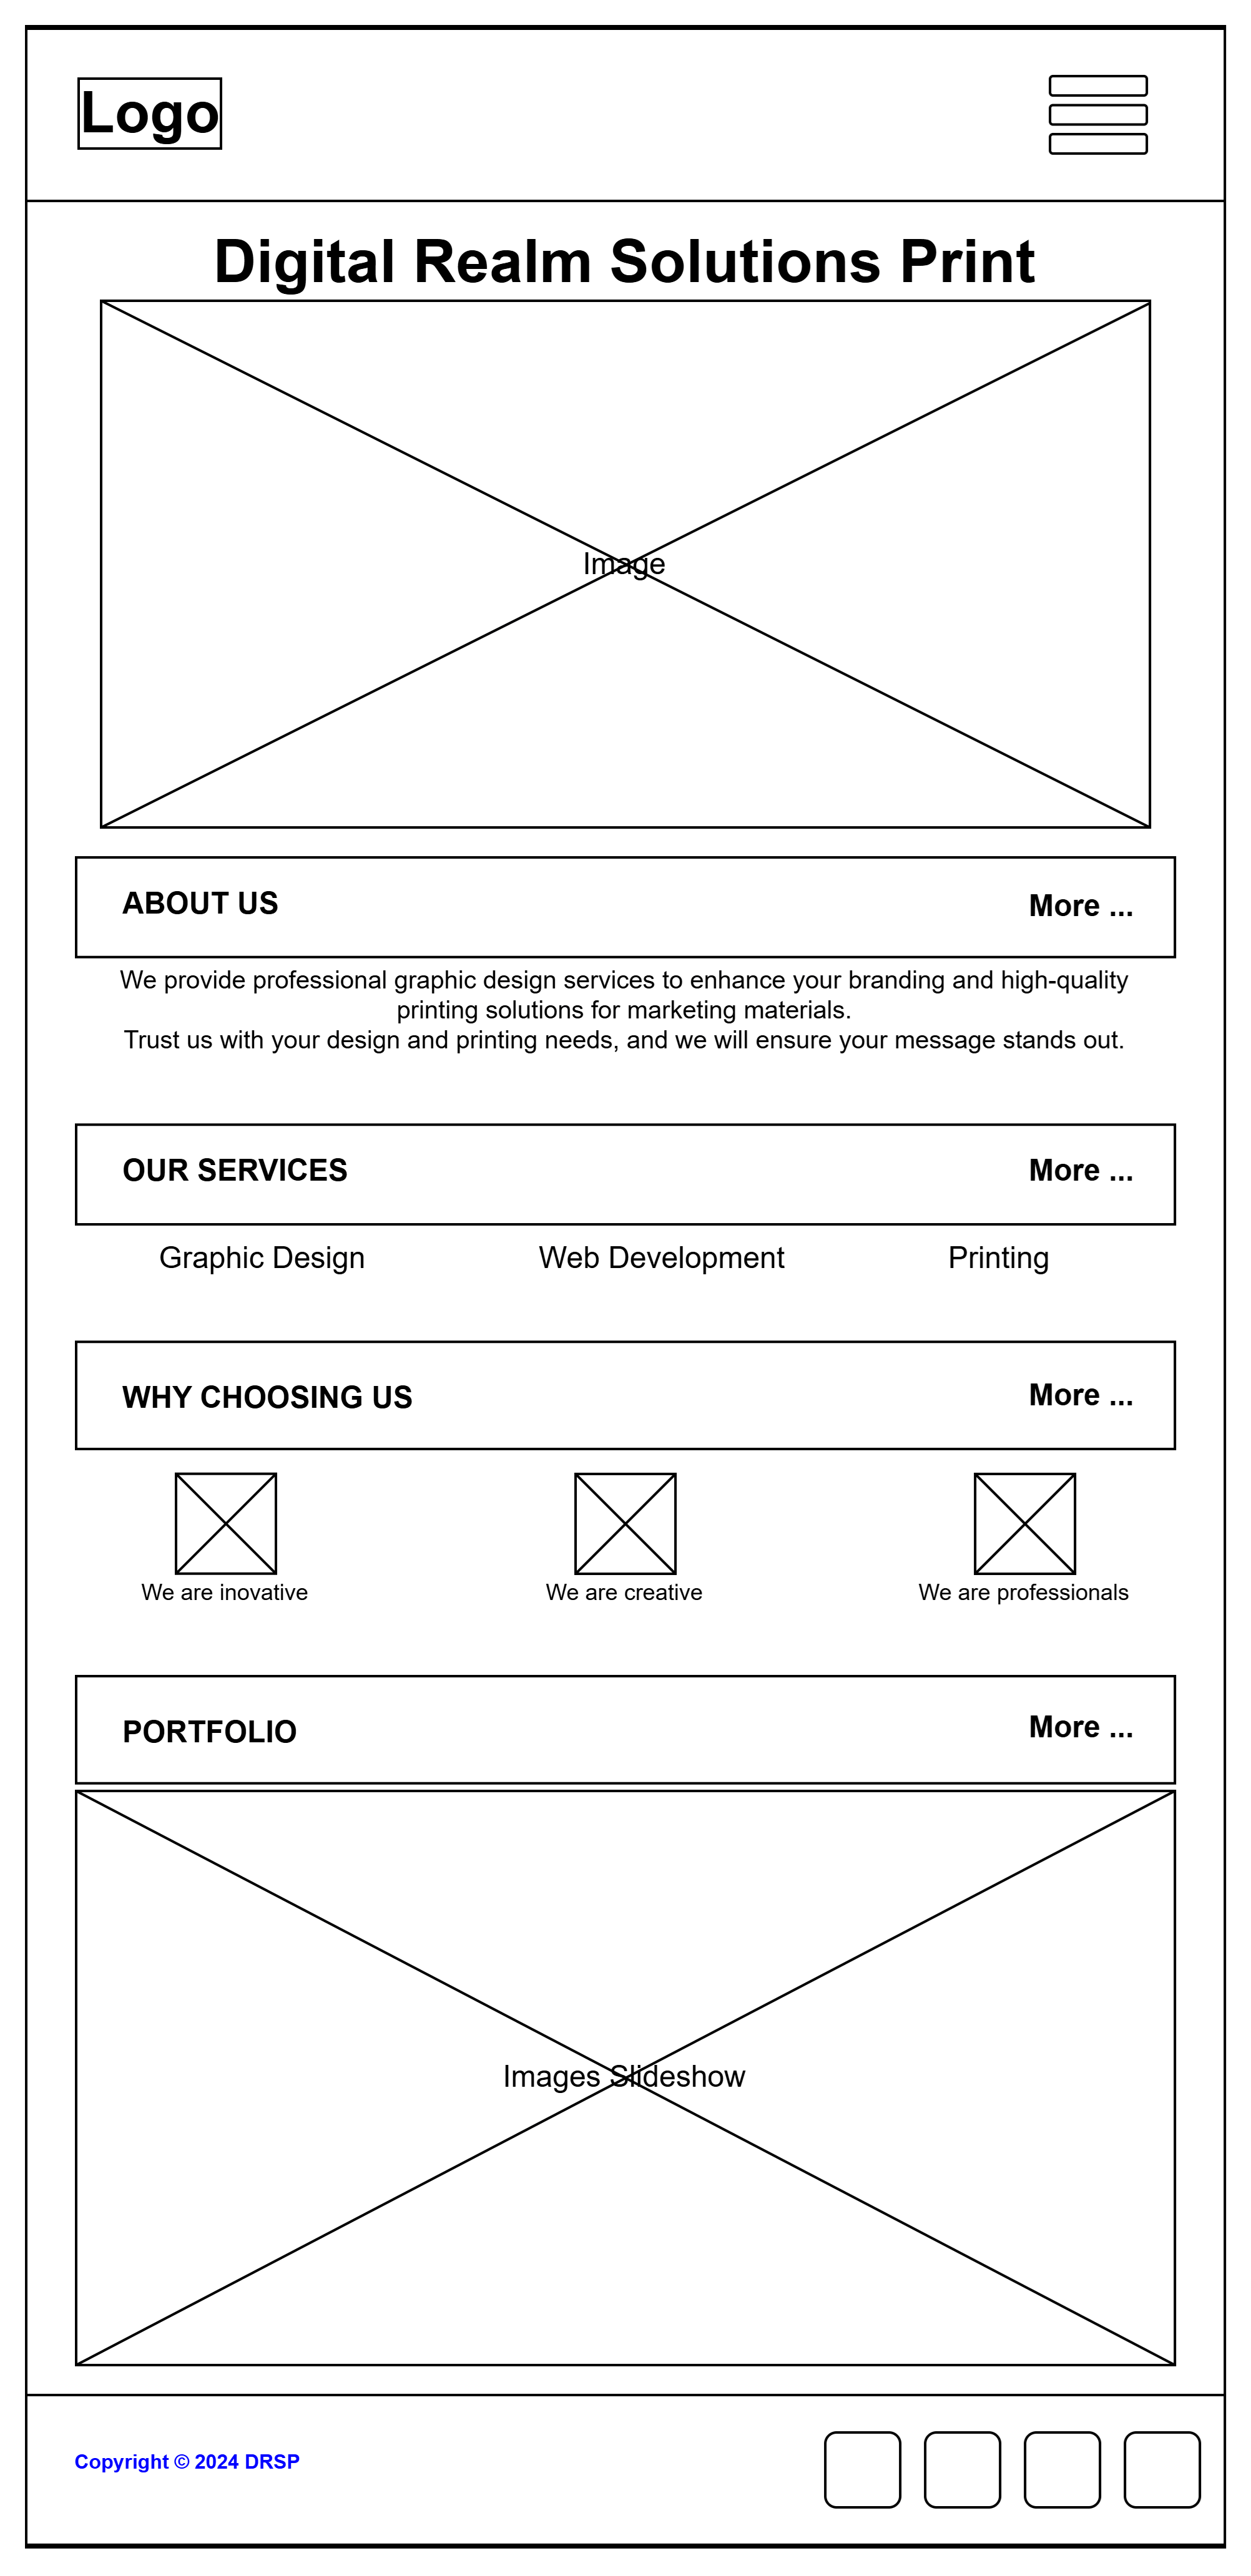 Logo
Digital Realm Solutions Print
Image
ABOUT US
More ...
We provide professional graphic design services to enhance your branding and high-quality
printing solutions for marketing materials.
Trust us with your design and printing needs, and we will ensure your message stands out.
OUR SERVICES
More ...
Graphic Design
Web Development
Printing
WHY CHOOSING US
More ...
We are inovative
We are creative
We are professionals
PORTFOLIO
More ...
Images Slideshow
Copyright © 2024 DRSP